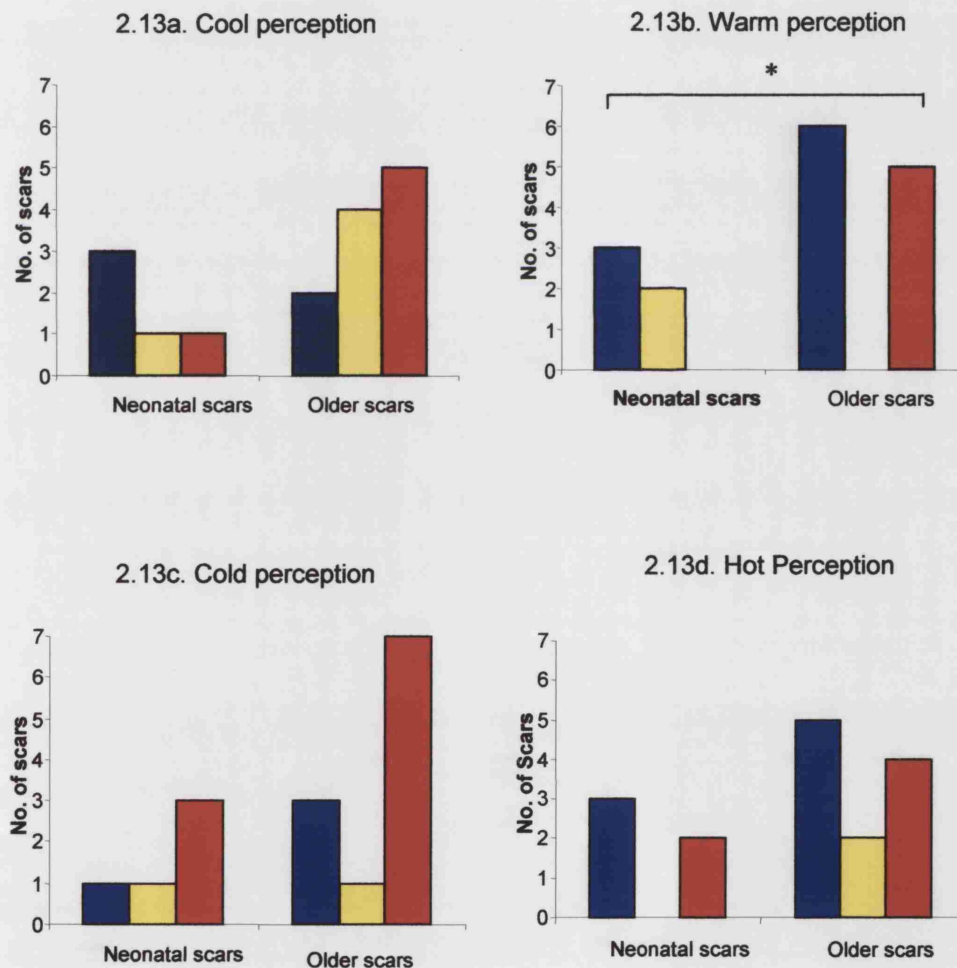 2.13a. Cool perception
No. of scars
7
6
5
4
3
2
1
0
Neonatal scars
Older scars
2.13b. Warm perception
*
No. of scars
7
6
5
4
3
2
1
0
Neonatal scars
Older scars
2.13c. Cold perception
No. of scars
7
6
5
4
3
2
1
0
Neonatal scars
Older scars
2.13d. Hot Perception
No. of Scars
7
6
5
4
3
2
1
0
Neonatal scars
Older scars